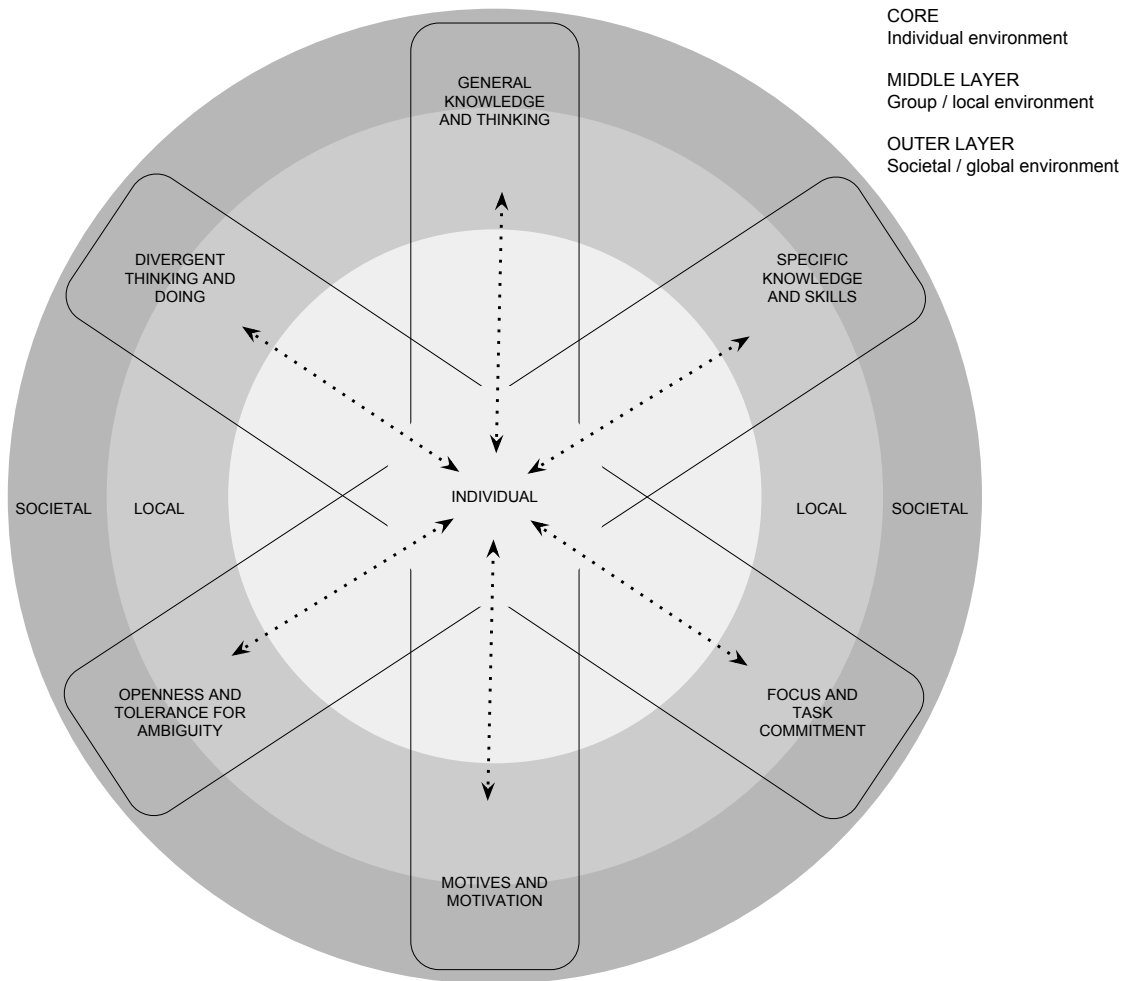 CORE
Individual environment
MIDDLE LAYER
Group / local environment
OUTER LAYER
Societal / global environment
GENERAL
KNOWLEDGE
AND THINKING
DIVERGENT
THINKING AND
DOING
SPECIFIC
KNOWLEDGE
AND SKILLS
INDIVIDUAL
SOCIETAL
LOCAL
LOCAL
SOCIETAL
OPENNESS AND
TOLERANCE FOR
AMBIGUITY
FOCUS AND
TASK
COMMITMENT
MOTIVES AND
MOTIVATION